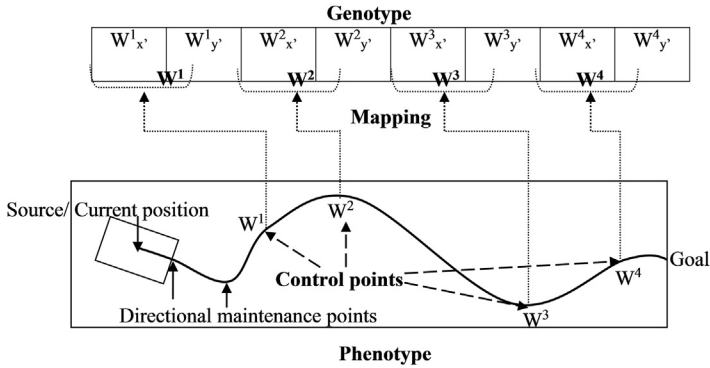 Genotype
W¹x’ W¹y’ W²x’ W²y’ W³x’ W³y’ W⁴x’ W⁴y’
W¹ W² W³ W⁴
Mapping
Source/ Current position
W¹
W²
Goal
Control points
W⁴
Directional maintenance points
W³
Phenotype